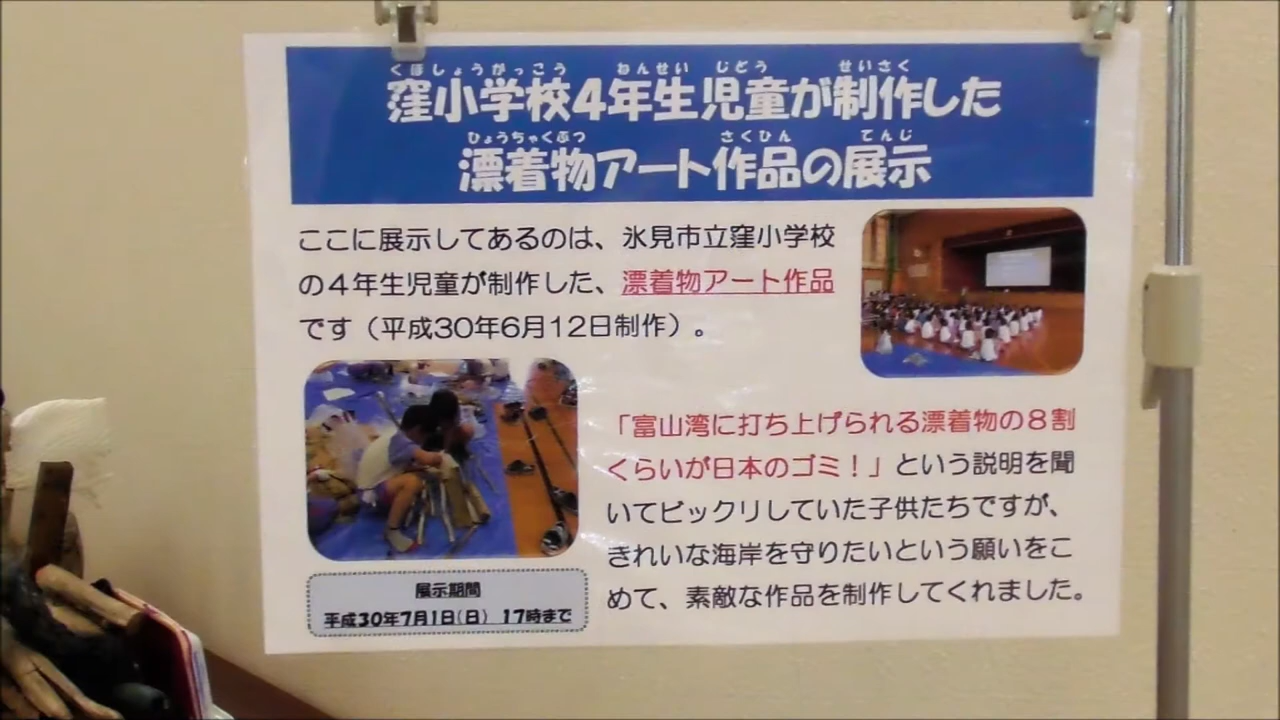 くぼしょうがっこう ねんせい じどう せいさく
窪小学校4年生児童が制作した
ひょうちゃくぶつ さくひん てんじ
漂着物アート作品の展示
ここに展示してあるのは、氷見市立窪小学校
の４年生児童が制作した、漂着物アート作品
です（平成30年6月12日制作）。
「富山湾に打ち上げられる漂着物の８割
くらいが日本のゴミ！」という説明を聞
いてビックリしていた子供たちですが、
きれいな海岸を守りたいという願いをこ
めて、素敵な作品を制作してくれました。
展示期間
平成30年7月1日(日) 17時まで